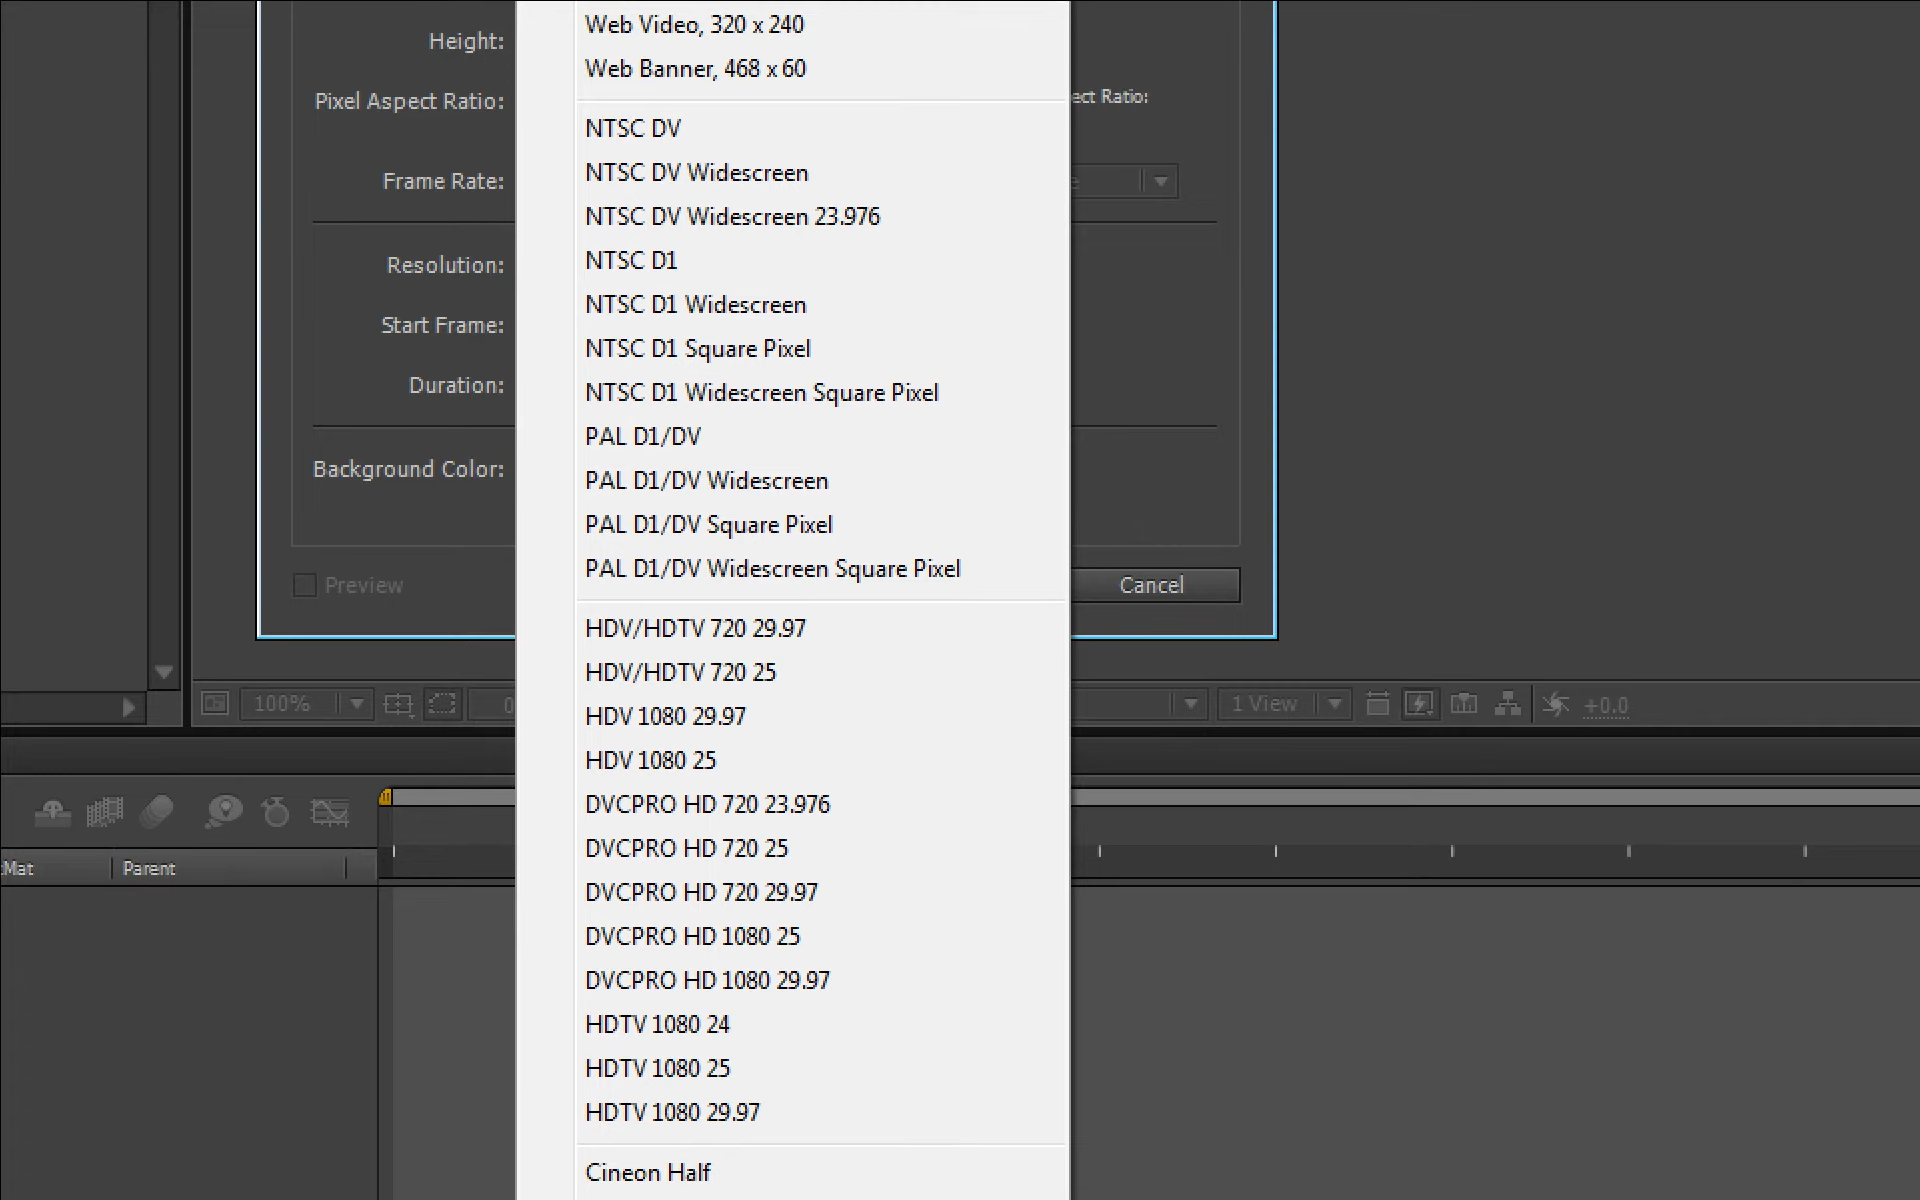 Height:
Pixel Aspect Ratio:
Frame Rate:
Resolution:
Start Frame:
Duration:
Background Color:
Preview
Web Video, 320 x 240
Web Banner, 468 x 60
NTSC DV
NTSC DV Widescreen
NTSC DV Widescreen 23.976
NTSC D1
NTSC D1 Widescreen
NTSC D1 Square Pixel
NTSC D1 Widescreen Square Pixel
PAL D1/DV
PAL D1/DV Widescreen
PAL D1/DV Square Pixel
PAL D1/DV Widescreen Square Pixel
HDV/HDTV 720 29.97
HDV/HDTV 720 25
HDV 1080 29.97
HDV 1080 25
DVCPRO HD 720 23.976
DVCPRO HD 720 25
DVCPRO HD 720 29.97
DVCPRO HD 1080 25
DVCPRO HD 1080 29.97
HDTV 1080 24
HDTV 1080 25
HDTV 1080 29.97
Cineon Half
ect Ratio:
Cancel
100%
0
1 View
+0.0
Mat
Parent